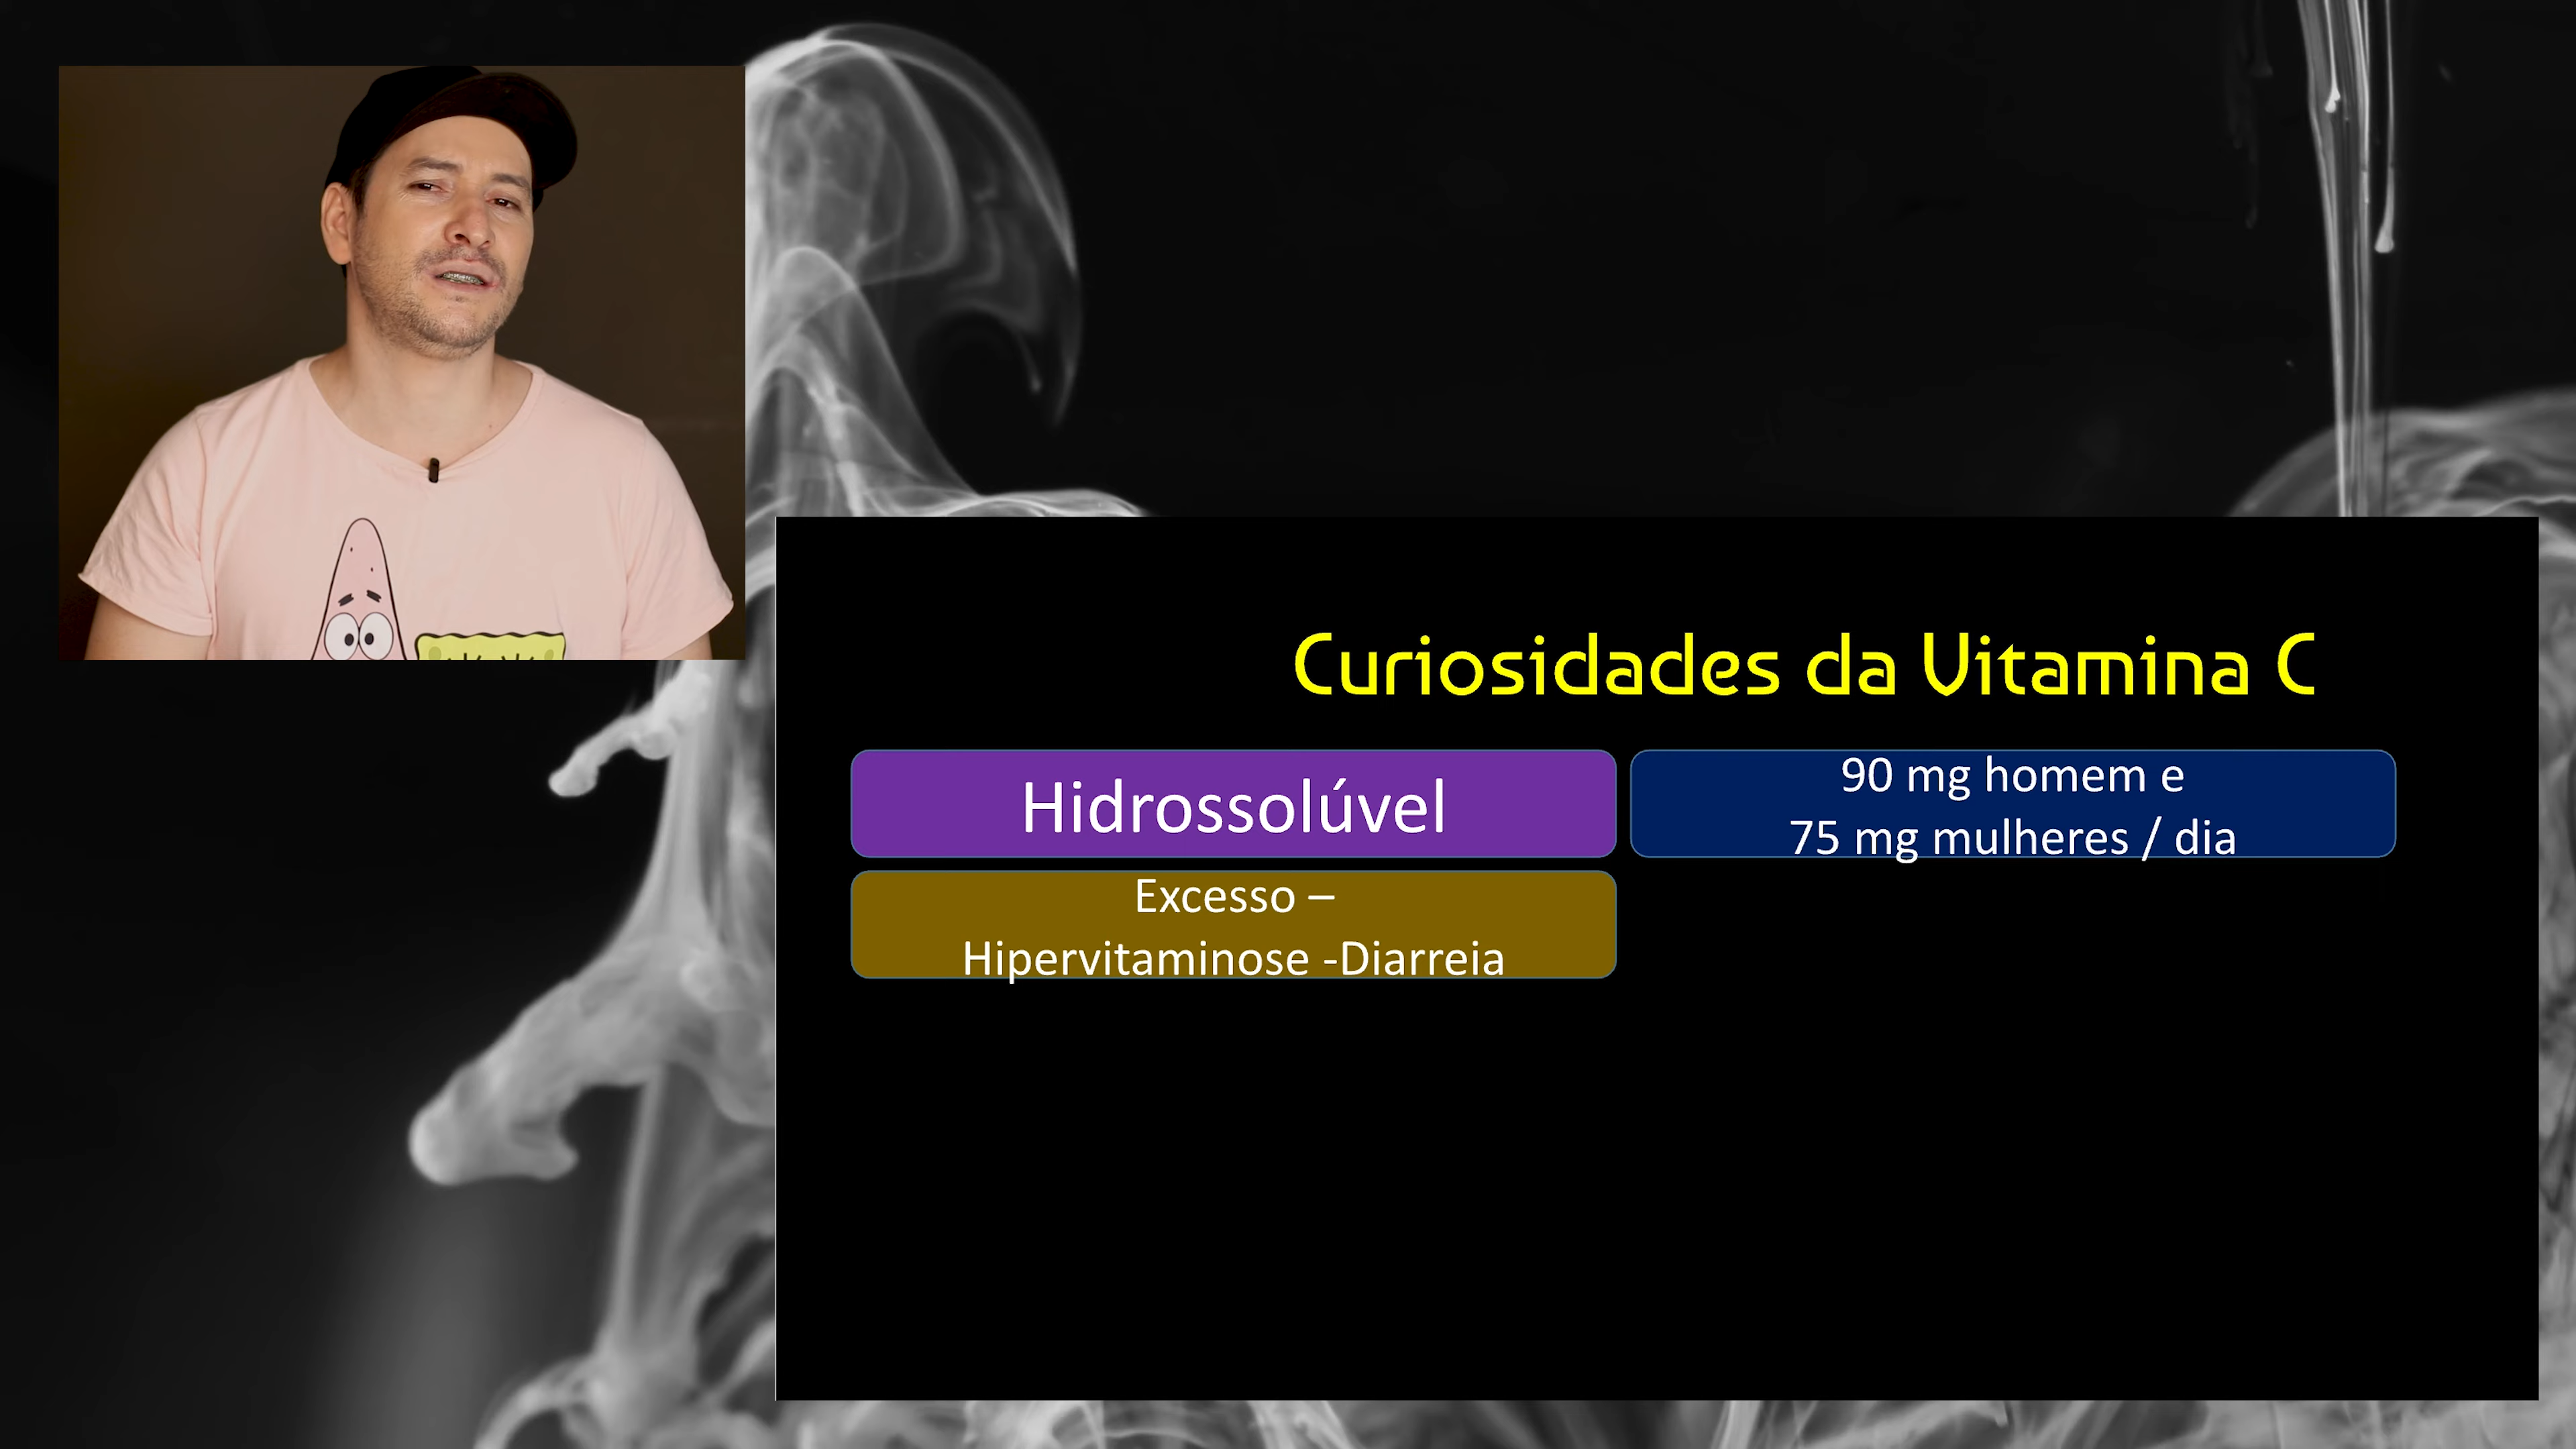 Curiosidades da Vitamina C
Hidrossolúvel
90 mg homem e
75 mg mulheres / dia
Excesso –
Hipervitaminose -Diarreia